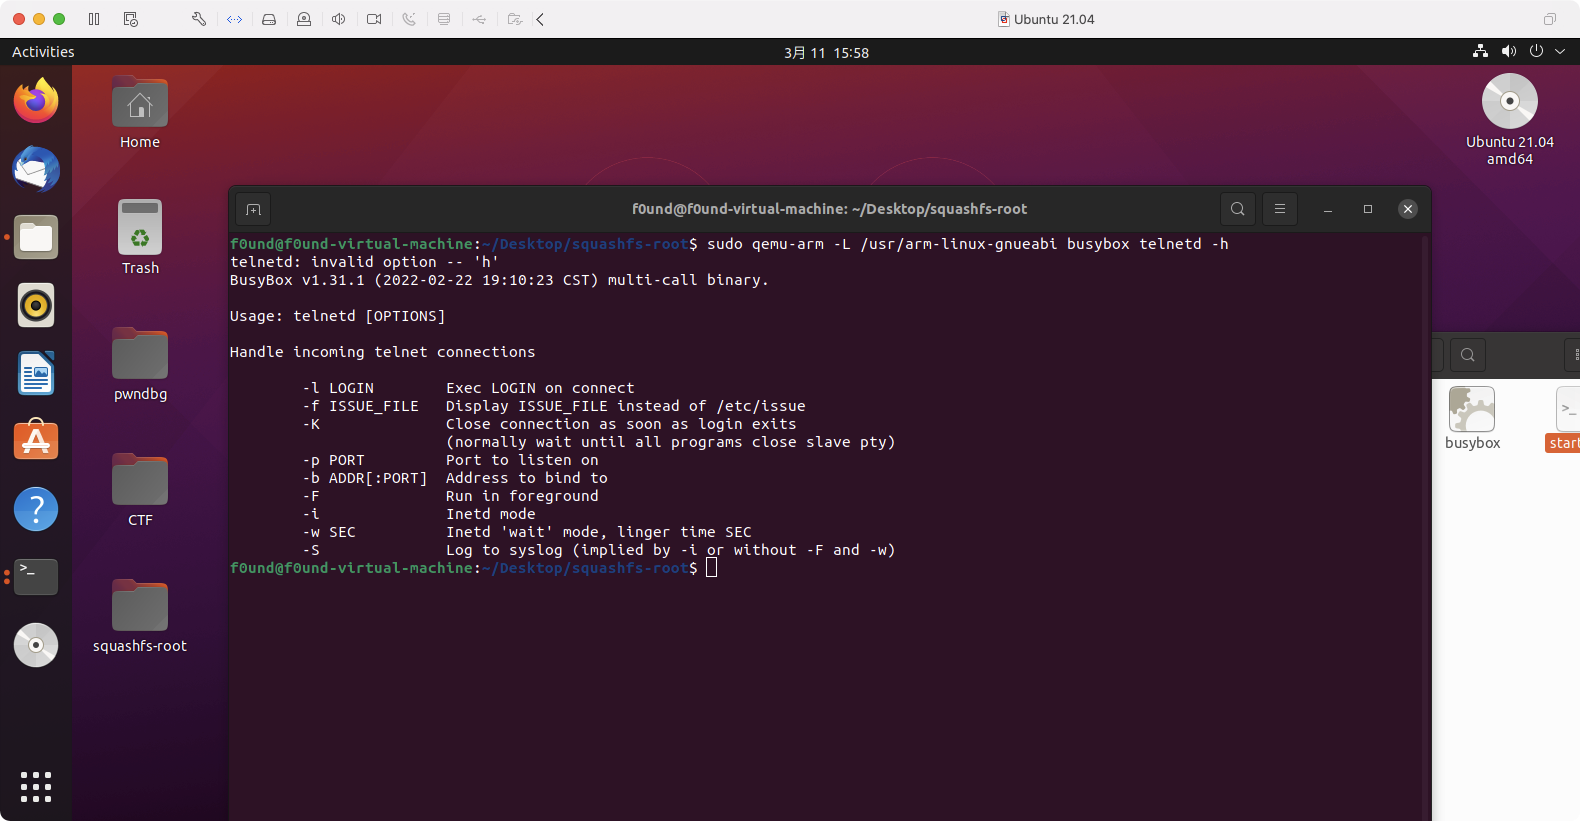 Ubuntu 21.04
Activities
3月 11 15:58
Home
Ubuntu 21.04
amd64
Trash
pwndbg
CTF
squashfs-root
f0und@f0und-virtual-machine: ~/Desktop/squashfs-root
f0und@f0und-virtual-machine:~/Desktop/squashfs-root$ sudo qemu-arm -L /usr/arm-linux-gnueabi busybox telnetd -h
telnetd: invalid option -- 'h'
BusyBox v1.31.1 (2022-02-22 19:10:23 CST) multi-call binary.
Usage: telnetd [OPTIONS]
Handle incoming telnet connections
-l LOGIN Exec LOGIN on connect
-f ISSUE_FILE Display ISSUE_FILE instead of /etc/issue
-K Close connection as soon as login exits
(normally wait until all programs close slave pty)
-p PORT Port to listen on
-b ADDR[:PORT] Address to bind to
-F Run in foreground
-i Inetd mode
-w SEC Inetd 'wait' mode, linger time SEC
-S Log to syslog (implied by -i or without -F and -w)
f0und@f0und-virtual-machine:~/Desktop/squashfs-root$
busybox
start